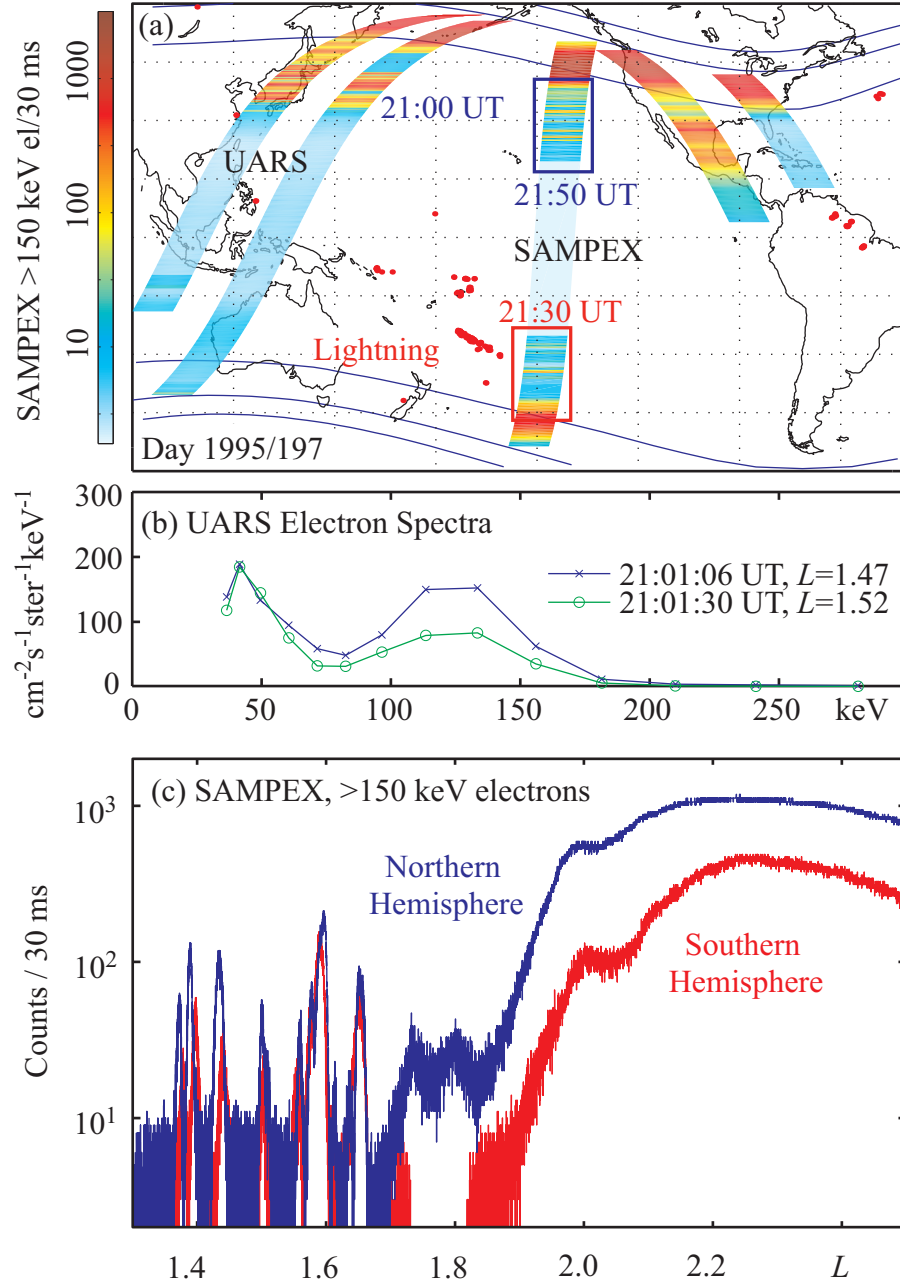 (a)
SAMPEX >150 keV el/30 ms
1000
100
10
21:00 UT
UARS
21:50 UT
SAMPEX
21:30 UT
Lightning
Day 1995/197
(b) UARS Electron Spectra
cm⁻²s⁻¹ster⁻¹keV⁻¹
300
200
100
0
21:01:06 UT, L=1.47
21:01:30 UT, L=1.52
0 50 100 150 200 250 keV
(c) SAMPEX, >150 keV electrons
Counts / 30 ms
10³
10²
10¹
Northern
Hemisphere
Southern
Hemisphere
1.4 1.6 1.8 2.0 2.2 L